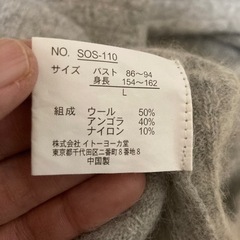 NO. SOS-110
サイズ バスト 86〜94
身長 154〜162
L
組成 ウール 50%
アンゴラ 40%
ナイロン 10%
株式会社 イトーヨーカ堂
東京都千代田区二番町８番地８
中国製